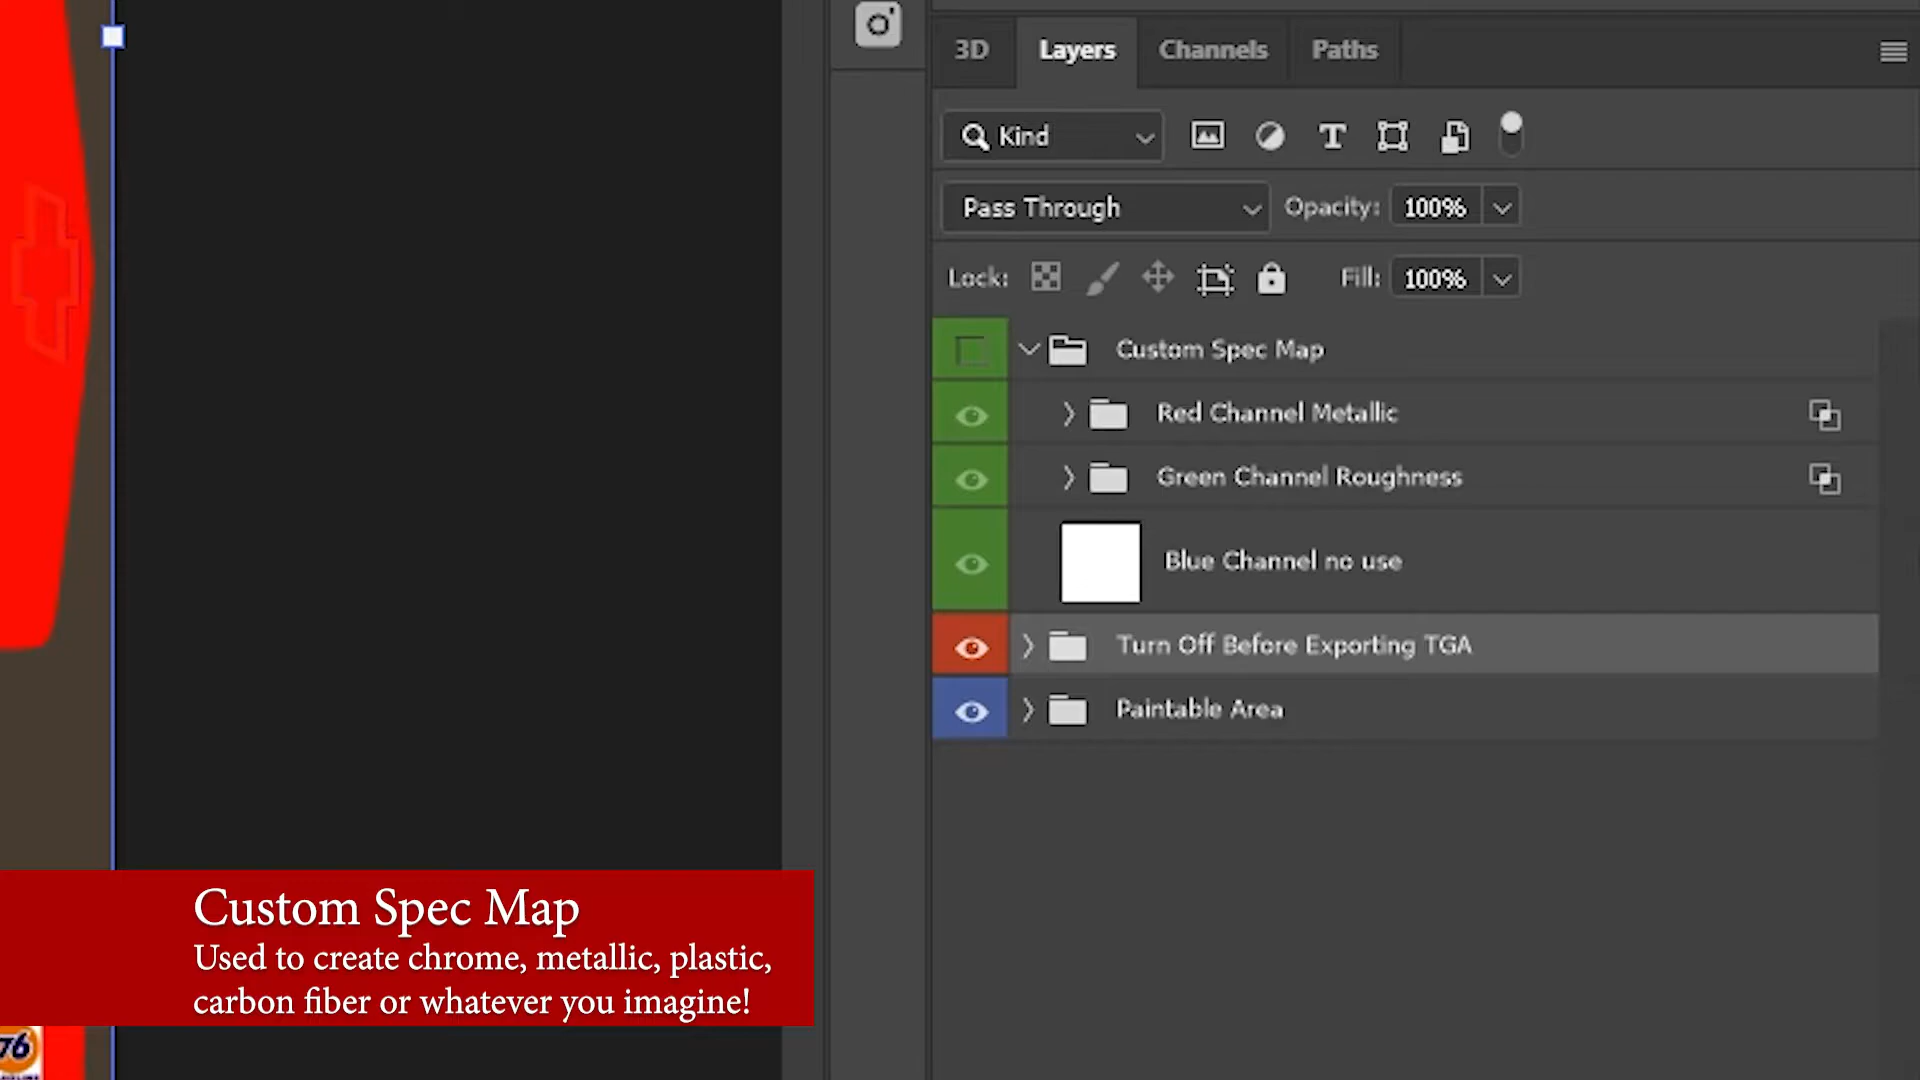 3D
Layers
Channels
Paths
Kind
Pass Through
Opacity: 100%
Lock:
Fill: 100%
Custom Spec Map
Red Channel Metallic
Green Channel Roughness
Blue Channel no use
Turn Off Before Exporting TGA
Paintable Area
Custom Spec Map
Used to create chrome, metallic, plastic,
carbon fiber or whatever you imagine!
76